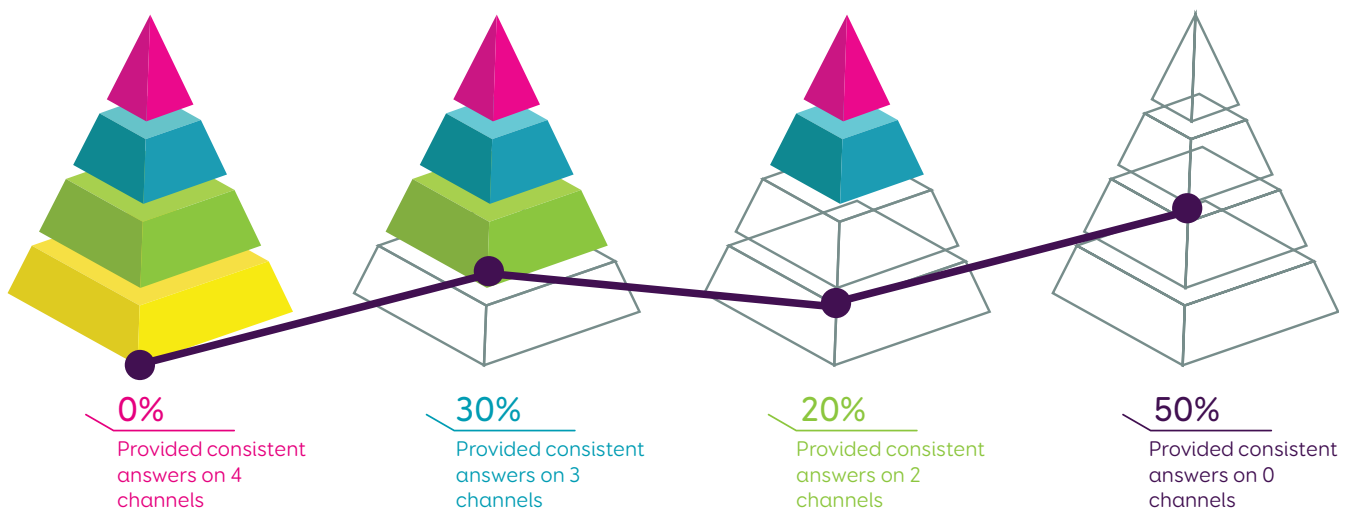 0%
Provided consistent
answers on 4
channels
30%
Provided consistent
answers on 3
channels
20%
Provided consistent
answers on 2
channels
50%
Provided consistent
answers on 0
channels